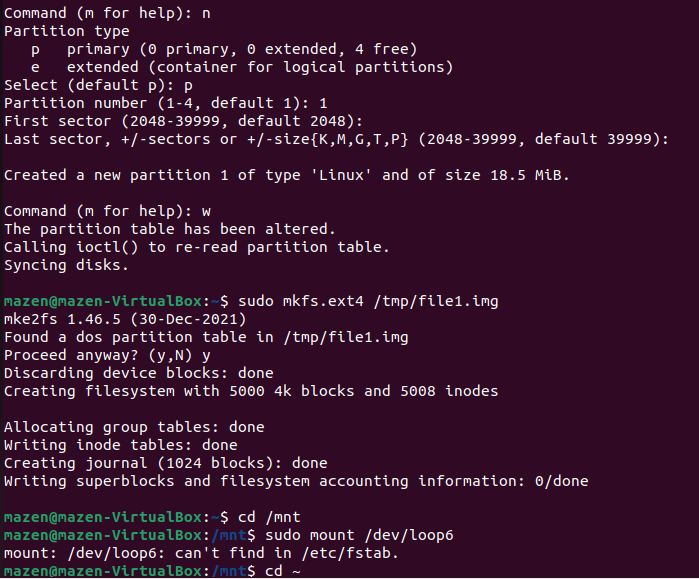 Command (m for help): n
Partition type
   p   primary (0 primary, 0 extended, 4 free)
   e   extended (container for logical partitions)
Select (default p): p
Partition number (1-4, default 1): 1
First sector (2048-39999, default 2048):
Last sector, +/-sectors or +/-size{K,M,G,T,P} (2048-39999, default 39999):

Created a new partition 1 of type 'Linux' and of size 18.5 MiB.

Command (m for help): w
The partition table has been altered.
Calling ioctl() to re-read partition table.
Syncing disks.

mazen@mazen-VirtualBox:~$ sudo mkfs.ext4 /tmp/file1.img
mke2fs 1.46.5 (30-Dec-2021)
Found a dos partition table in /tmp/file1.img
Proceed anyway? (y,N) y
Discarding device blocks: done
Creating filesystem with 5000 4k blocks and 5008 inodes

Allocating group tables: done
Writing inode tables: done
Creating journal (1024 blocks): done
Writing superblocks and filesystem accounting information: 0/done

mazen@mazen-VirtualBox:~$ cd /mnt
mazen@mazen-VirtualBox:/mnt$ sudo mount /dev/loop6
mount: /dev/loop6: can't find in /etc/fstab.
mazen@mazen-VirtualBox:/mnt$ cd ~